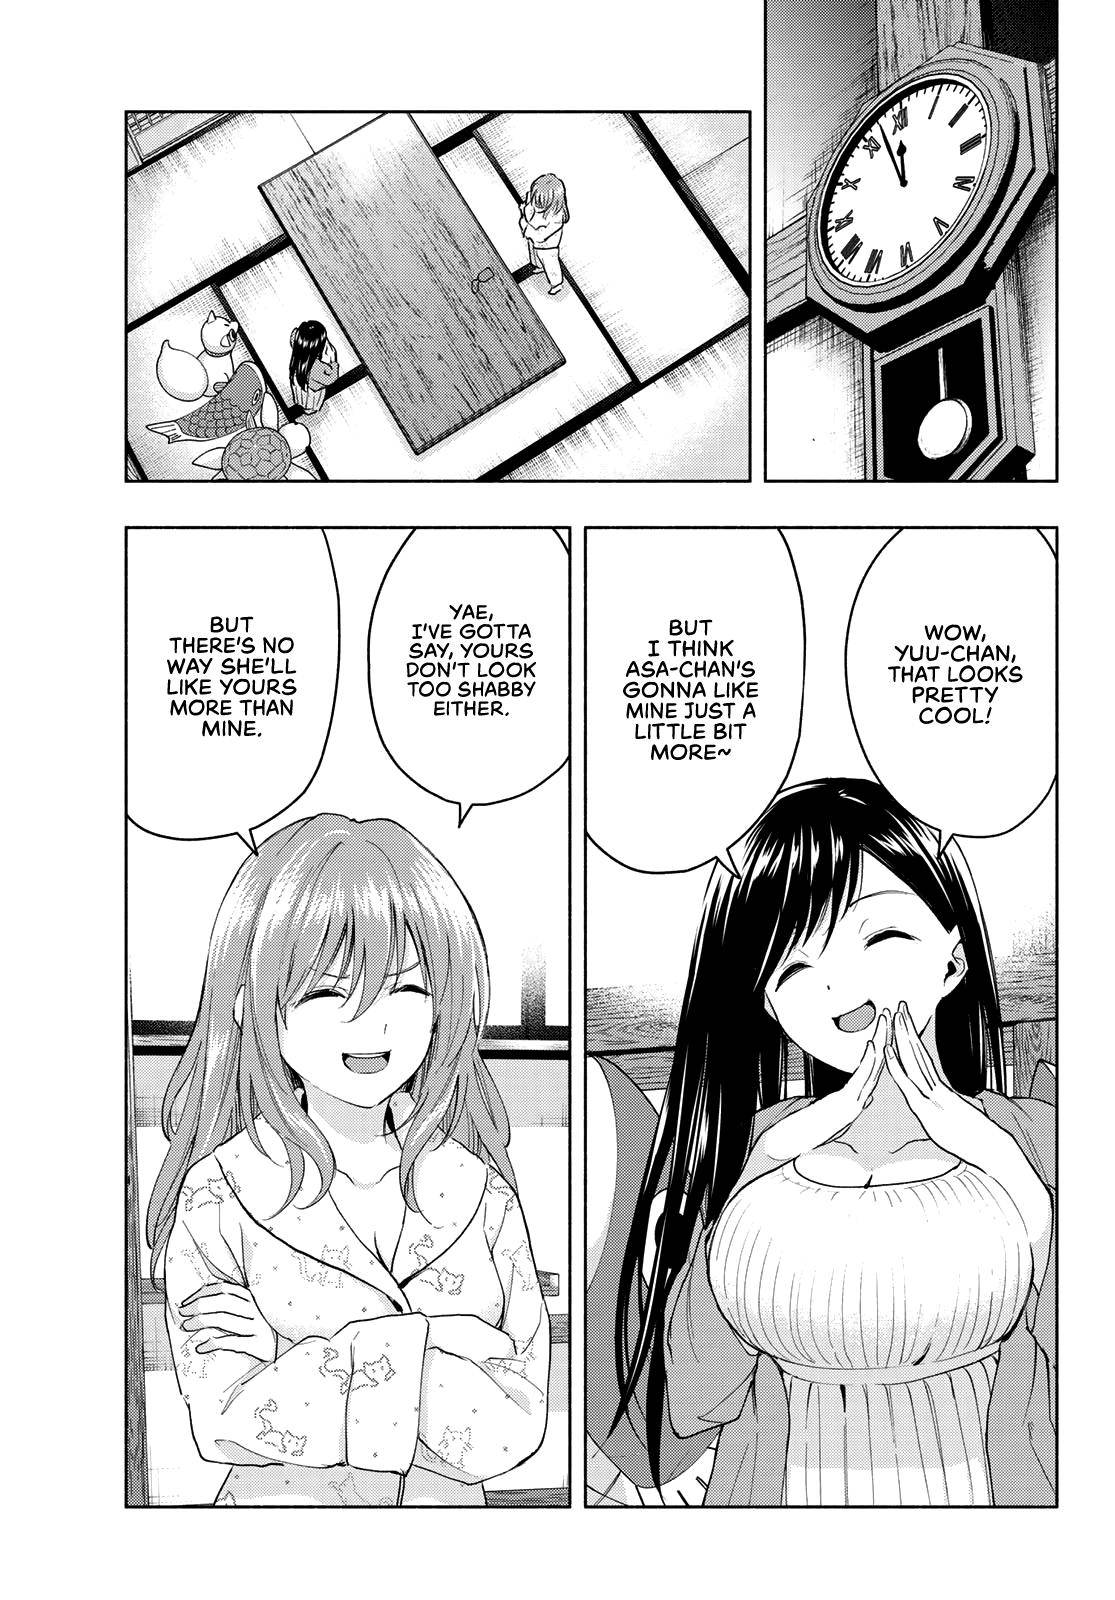 WOW,
YUU-CHAN,
THAT LOOKS
PRETTY
COOL!
BUT
I THINK
ASA-CHAN'S
GONNA LIKE
MINE JUST A
LITTLE BIT
MORE~
YAE,
I'VE GOTTA
SAY, YOURS
DON'T LOOK
TOO SHABBY
EITHER.
BUT
THERE'S NO
WAY SHE'LL
LIKE YOURS
MORE THAN
MINE.